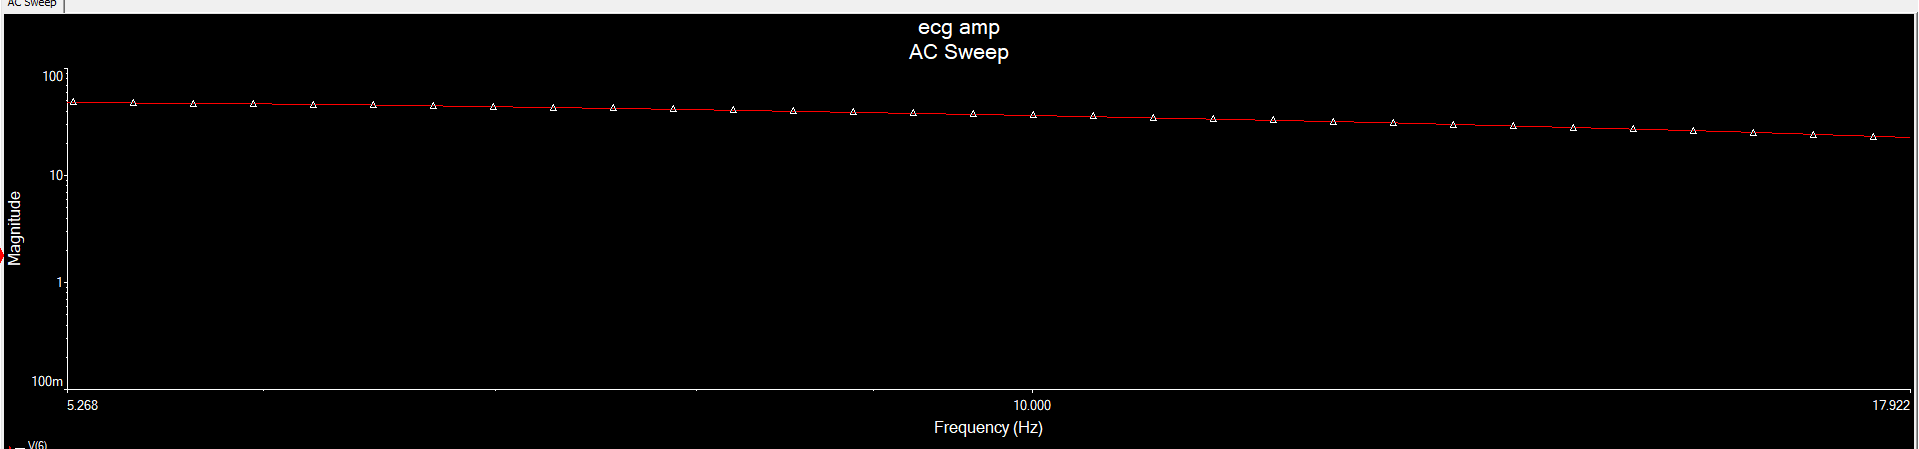 AC Sweep
ecg amp
AC Sweep
100
10
Magnitude
1
100m
5.268 10.000 17.922
Frequency (Hz)
V(6)